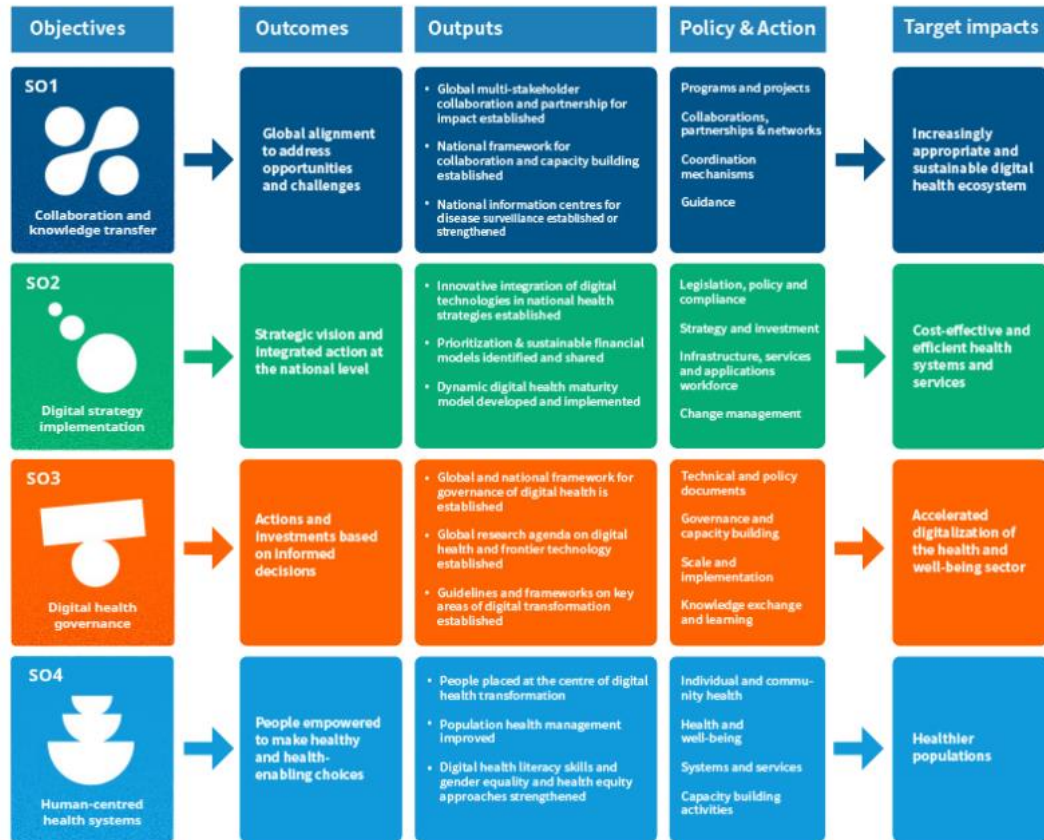 Objectives
Outcomes
Outputs
Policy & Action
Target impacts
SO1
Collaboration and
knowledge transfer
Global alignment
to address
opportunities
and challenges
• Global multi-stakeholder
collaboration and partnership for
impact established
• National framework for
collaboration and capacity building
established
• National information centres for
disease surveillance established or
strengthened
Programs and projects
Collaborations,
partnerships & networks
Coordination
mechanisms
Guidance
Increasingly
appropriate and
sustainable digital
health ecosystem
SO2
Digital strategy
implementation
Strategic vision and
integrated action at
the national level
• Innovative integration of digital
technologies in national health
strategies established
• Prioritization & sustainable financial
models identified and shared
• Dynamic digital health maturity
model developed and implemented
Legislation, policy and
compliance
Strategy and investment
Infrastructure, services
and applications
workforce
Change management
Cost-effective and
efficient health
systems and
services
SO3
Digital health
governance
Actions and
investments based
on informed
decisions
• Global and national framework for
governance of digital health is
established
• Global research agenda on digital
health and frontier technology
established
• Guidelines and frameworks on key
areas of digital transformation
established
Technical and policy
documents
Governance and
capacity building
Scale and
implementation
Knowledge exchange
and learning
Accelerated
digitalization of
the health and
well-being sector
SO4
Human-centred
health systems
People empowered
to make healthy
and health-
enabling choices
• People placed at the centre of digital
health transformation
• Population health management
improved
• Digital health literacy skills and
gender equality and health equity
approaches strengthened
Individual and commu-
nity health
Health and
well-being
Systems and services
Capacity building
activities
Healthier
populations